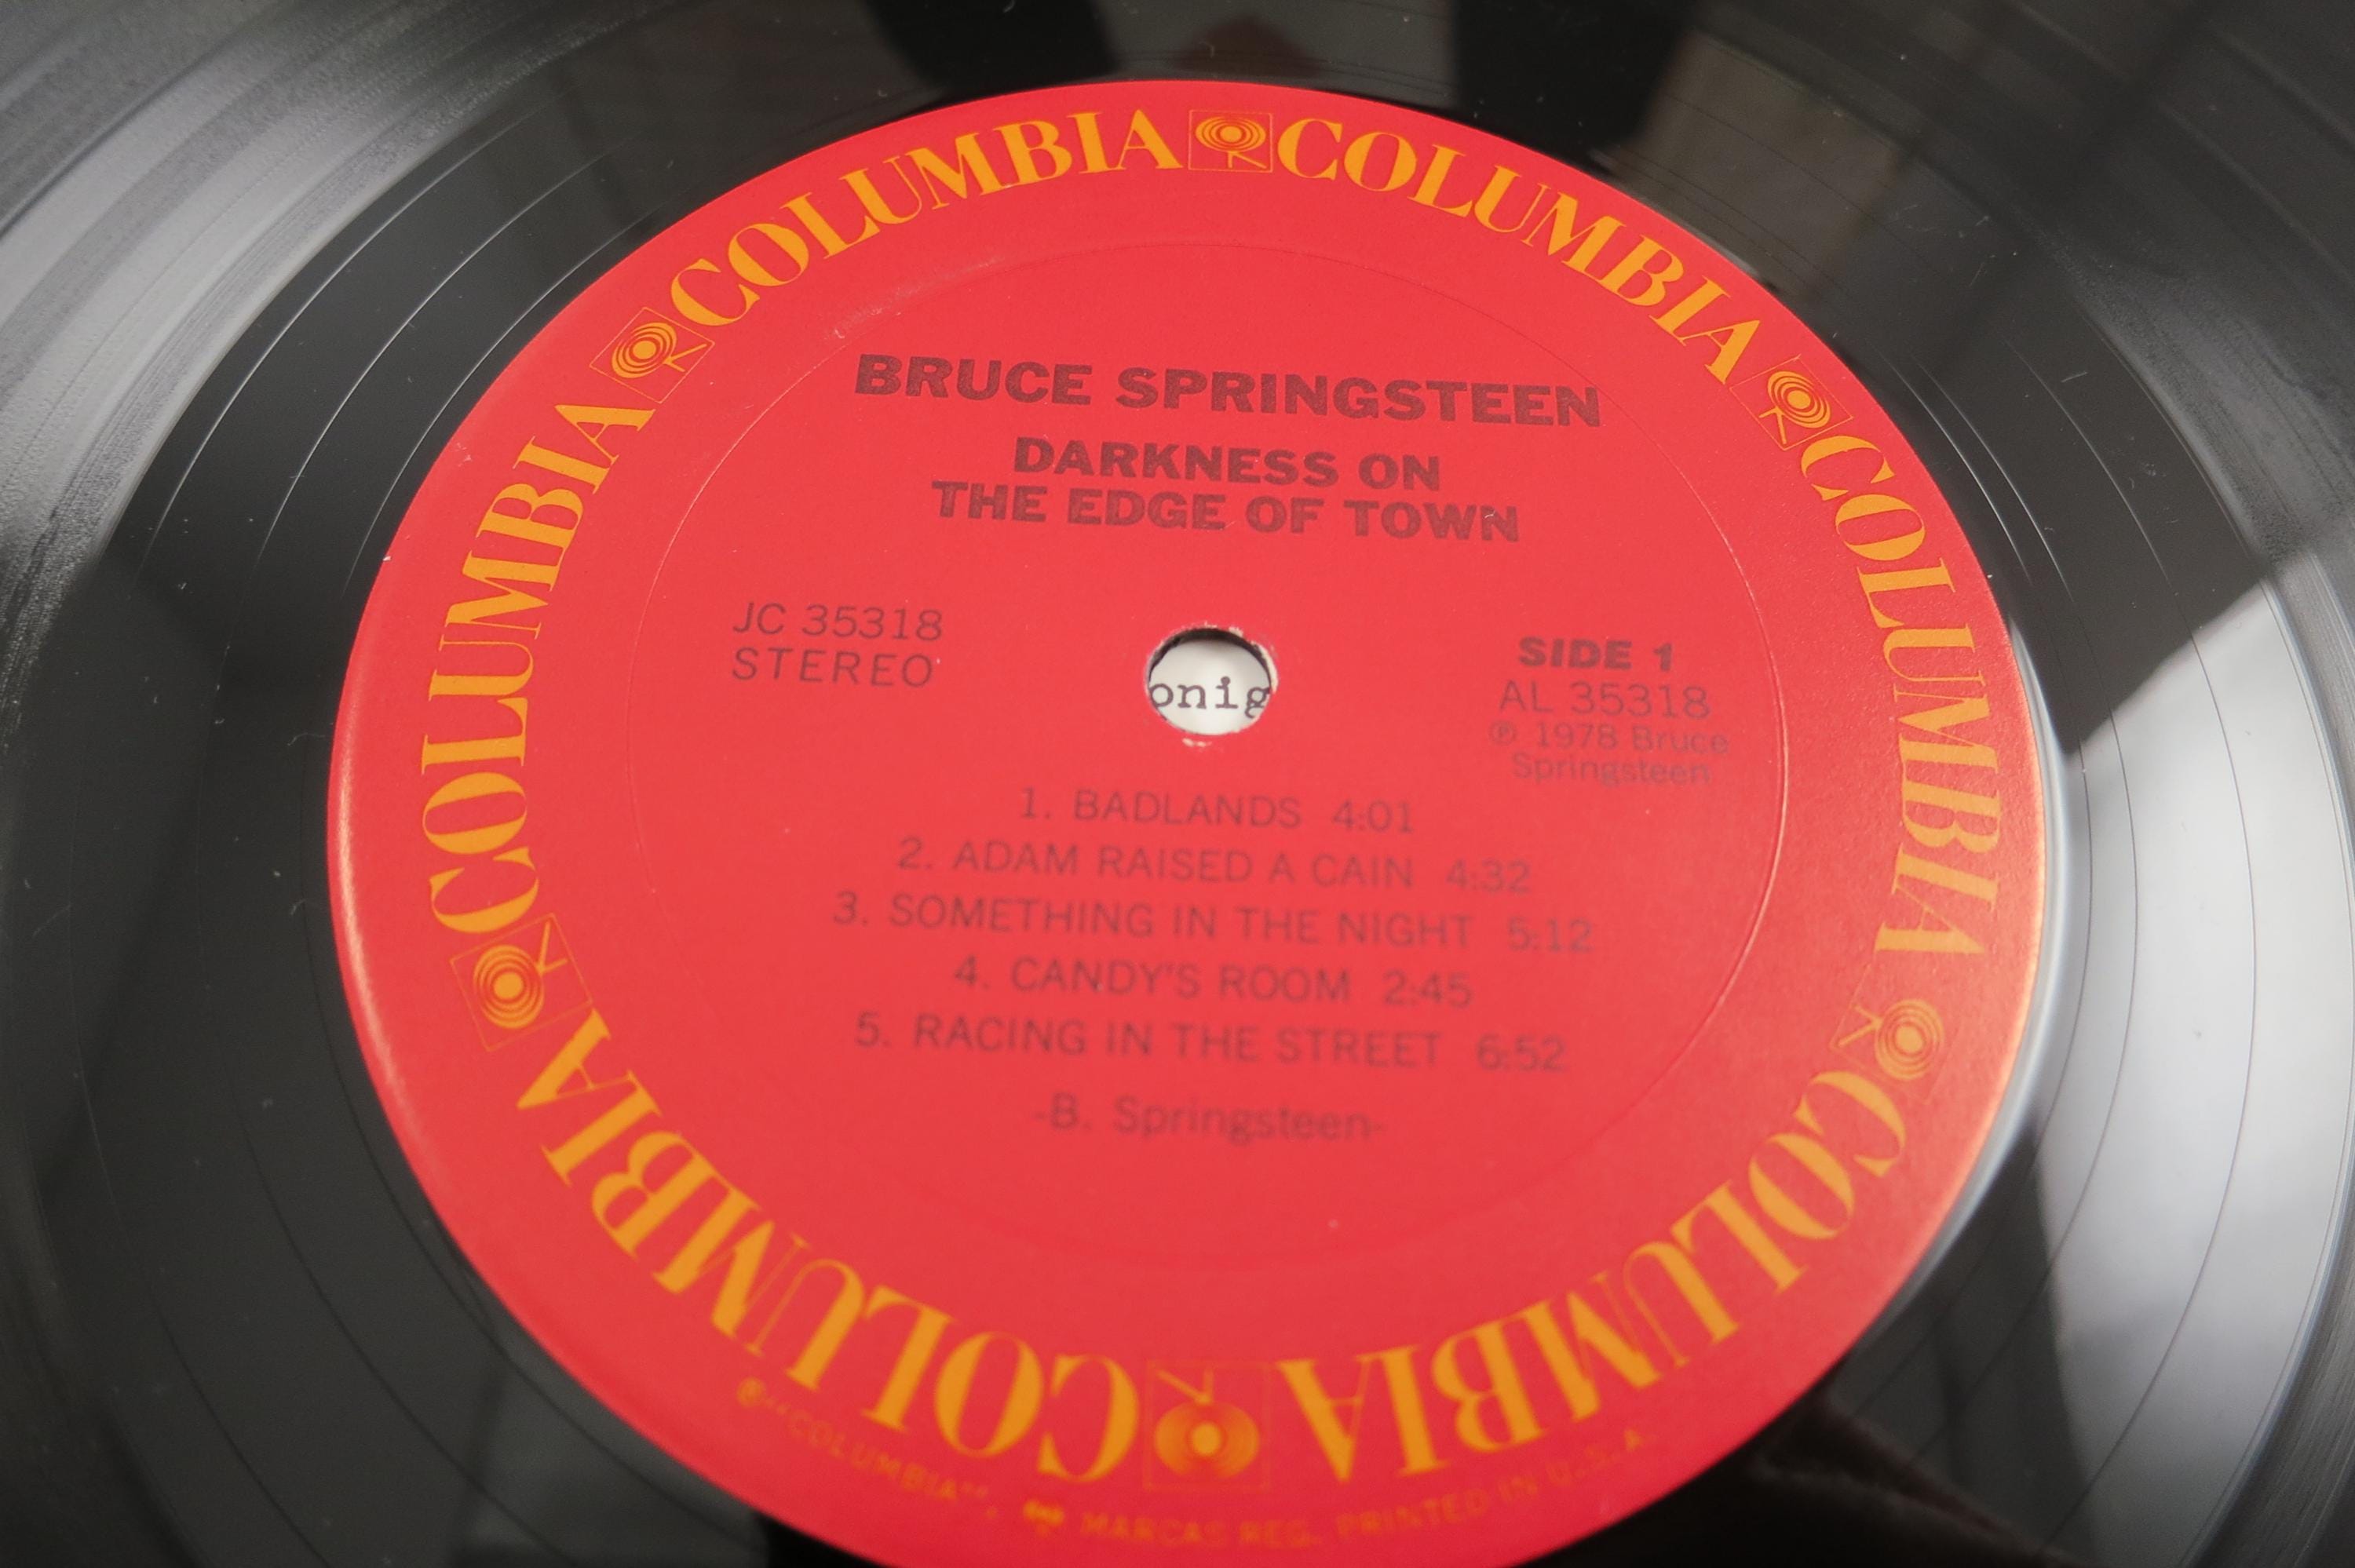 COLUMBIA COLUMBIA COLUMBIA COLUMBIA COLUMBIA COLUMBIA
BRUCE SPRINGSTEEN
DARKNESS ON
THE EDGE OF TOWN
JC 35318
STEREO
onig
SIDE 1
AL 35318
℗ 1978 Bruce
Springsteen
1. BADLANDS 4:01
2. ADAM RAISED A CAIN 4:32
3. SOMETHING IN THE NIGHT 5:12
4. CANDY'S ROOM 2:45
5. RACING IN THE STREET 6:52
-B. Springsteen-
® "COLUMBIA", MARCAS REG. PRINTED IN U.S.A.